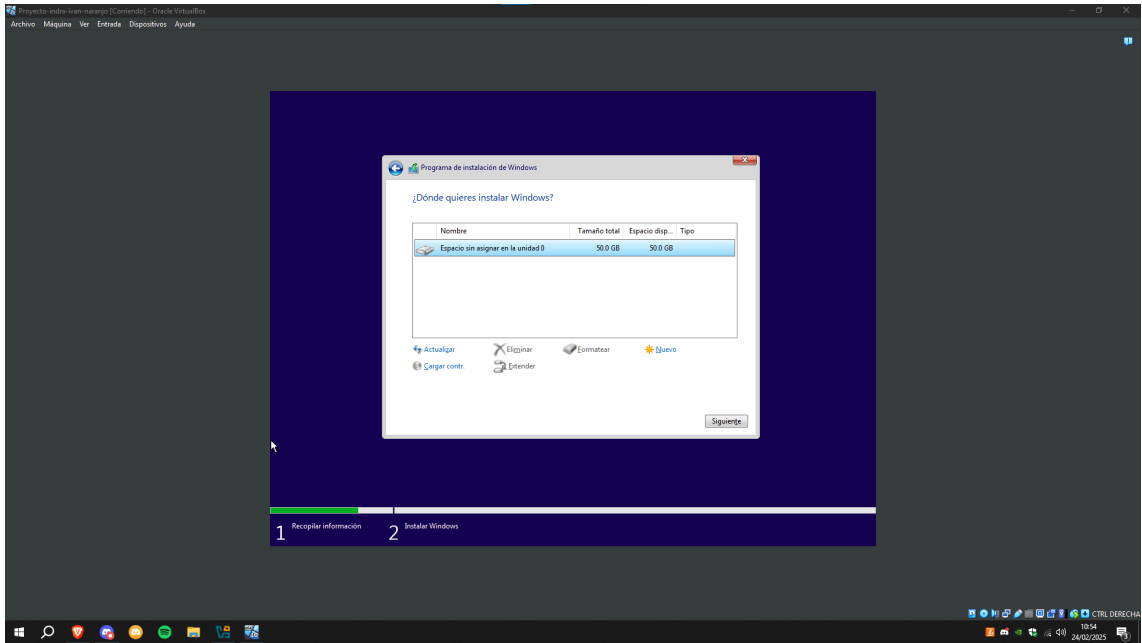 Proyecto-indra-ivan-naranjo [Corriendo] - Oracle VirtualBox
Archivo Máquina Ver Entrada Dispositivos Ayuda
Programa de instalación de Windows
¿Dónde quieres instalar Windows?
Nombre Tamaño total Espacio disp... Tipo
Espacio sin asignar en la unidad 0 50.0 GB 50.0 GB
Actualizar Eliminar Formatear Nuevo
Cargar contr. Extender
Siguiente
1 Recopilar información 2 Instalar Windows
CTRL DERECHA
10:54
24/02/2025